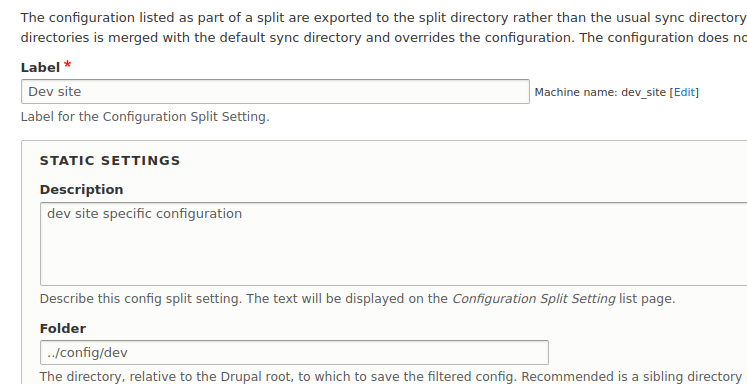 The configuration listed as part of a split are exported to the split directory rather than the usual sync directory
directories is merged with the default sync directory and overrides the configuration. The configuration does
Label *
Dev site
Machine name: dev_site [Edit]
Label for the Configuration Split Setting.
STATIC SETTINGS
Description
dev site specific configuration
Describe this config split setting. The text will be displayed on the Configuration Split Setting list page.
Folder
../config/dev
The directory, relative to the Drupal root, to which to save the filtered config. Recommended is a sibling directory